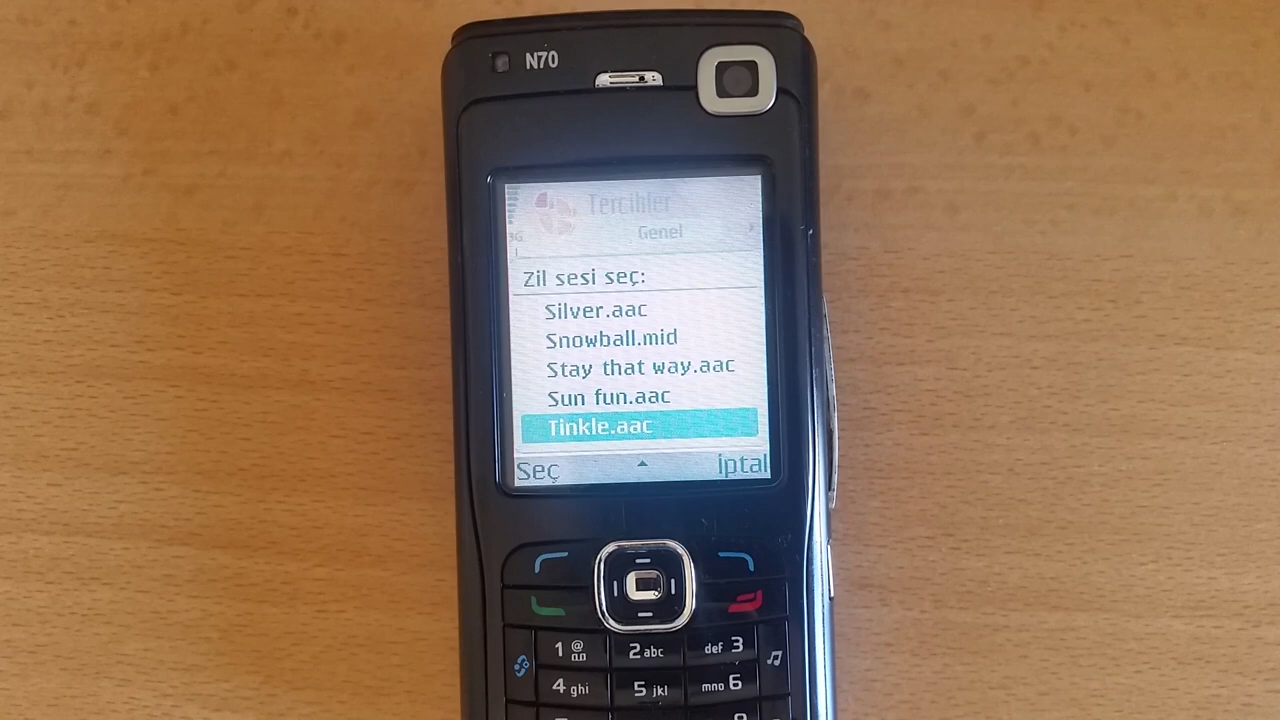 N70
Tercihler
3G
Genel
Zil sesi seç:
Silver.aac
Snowball.mid
Stay that way.aac
Sun fun.aac
Tinkle.aac
Seç
İptal
1 @
2 abc
def 3
4 ghi
5 jkl
mno 6